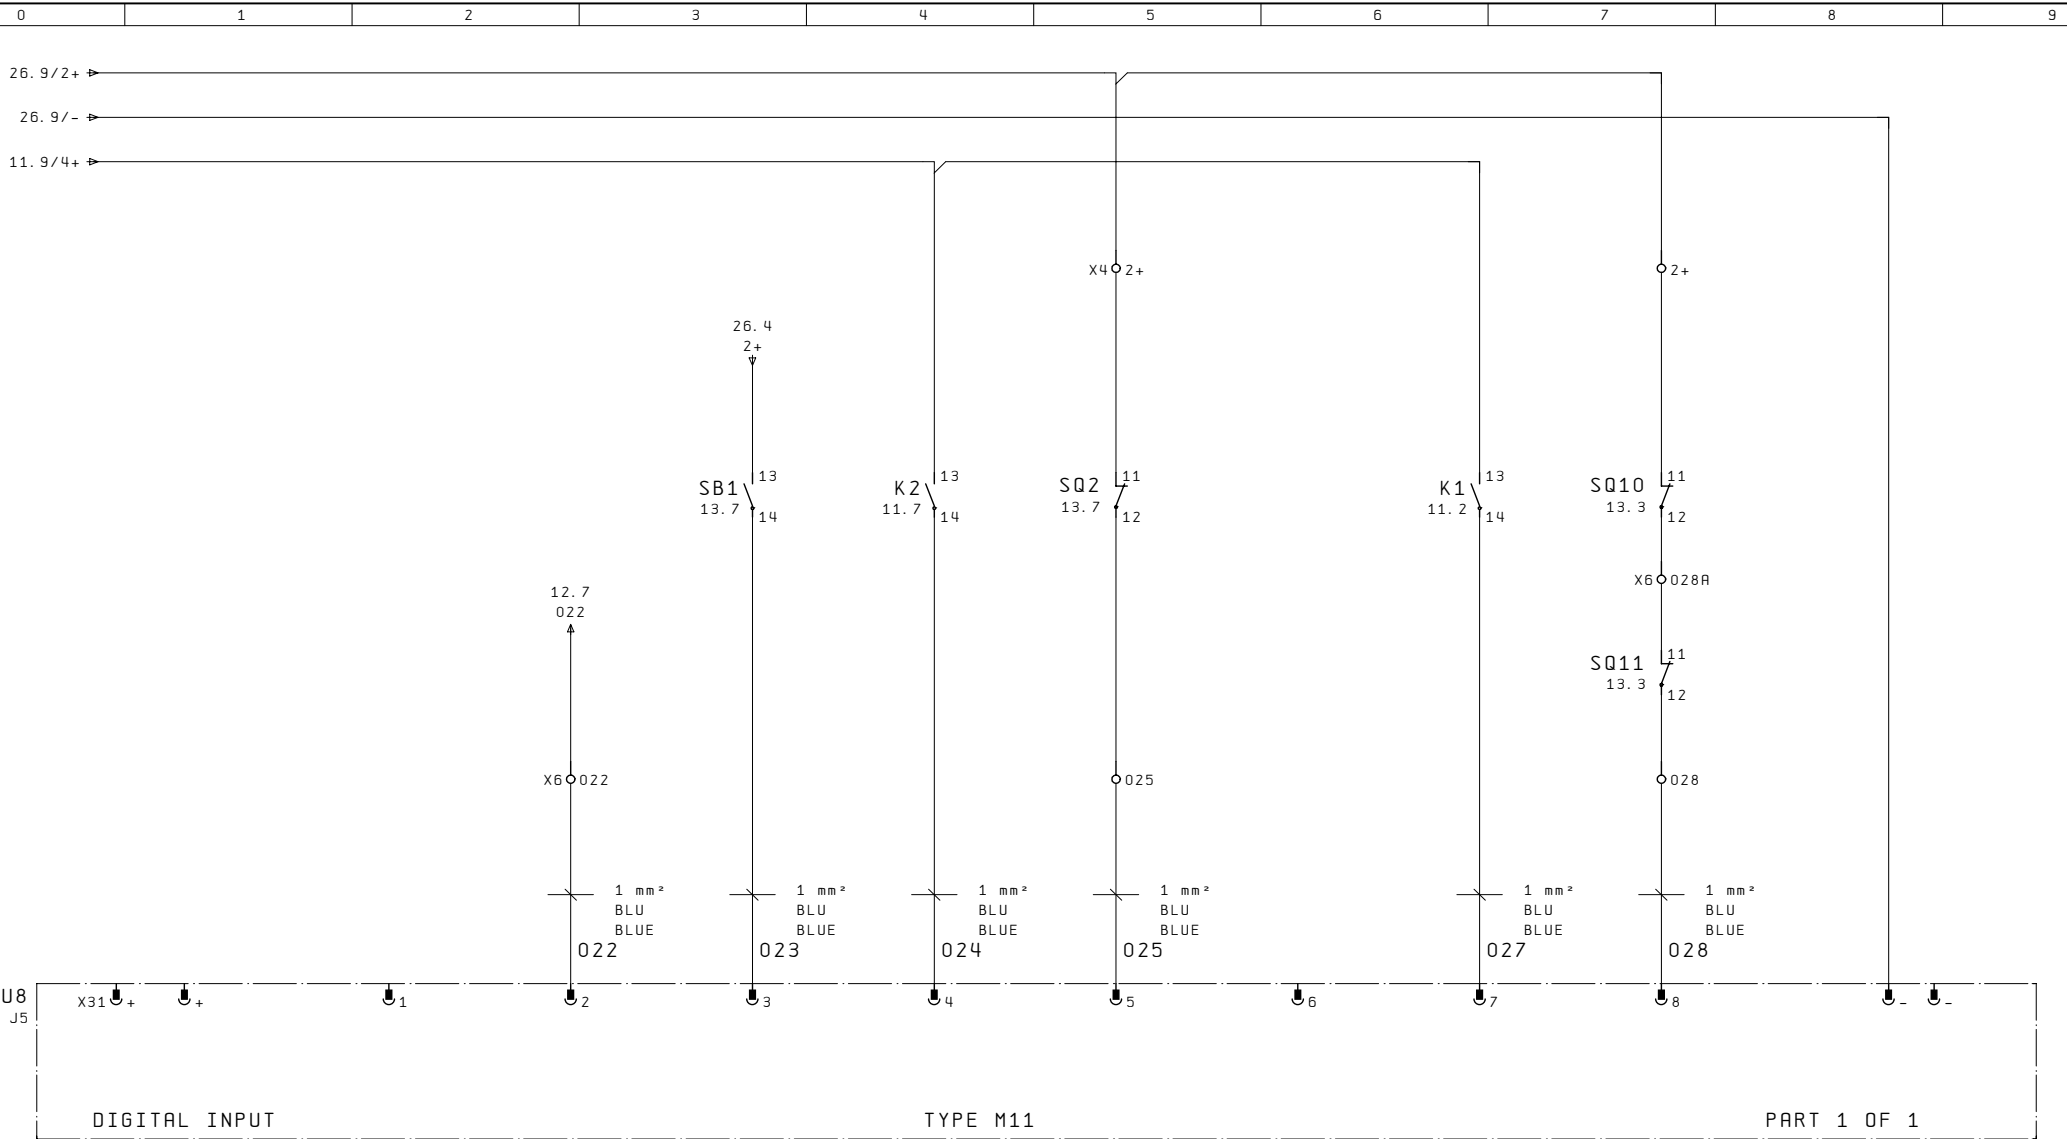 0 1 2 3 4 5 6 7 8 9
26.9/2+
26.9/-
11.9/4+
X4 2+ 2+
26.4
2+
SB1 13 K2 13 SQ2 11 K1 13 SQ10 11
13.7 14 11.7 14 13.7 12 11.2 14 13.3 12
X6 028A
12.7
022
SQ11 11
13.3 12
X6 022 025 028
1 mm² 1 mm² 1 mm² 1 mm² 1 mm² 1 mm²
BLU BLU BLU BLU BLU BLU
BLUE BLUE BLUE BLUE BLUE BLUE
022 023 024 025 027 028
U8 X31 + + 1 2 3 4 5 6 7 8 - -
J5
DIGITAL INPUT TYPE M11 PART 1 OF 1